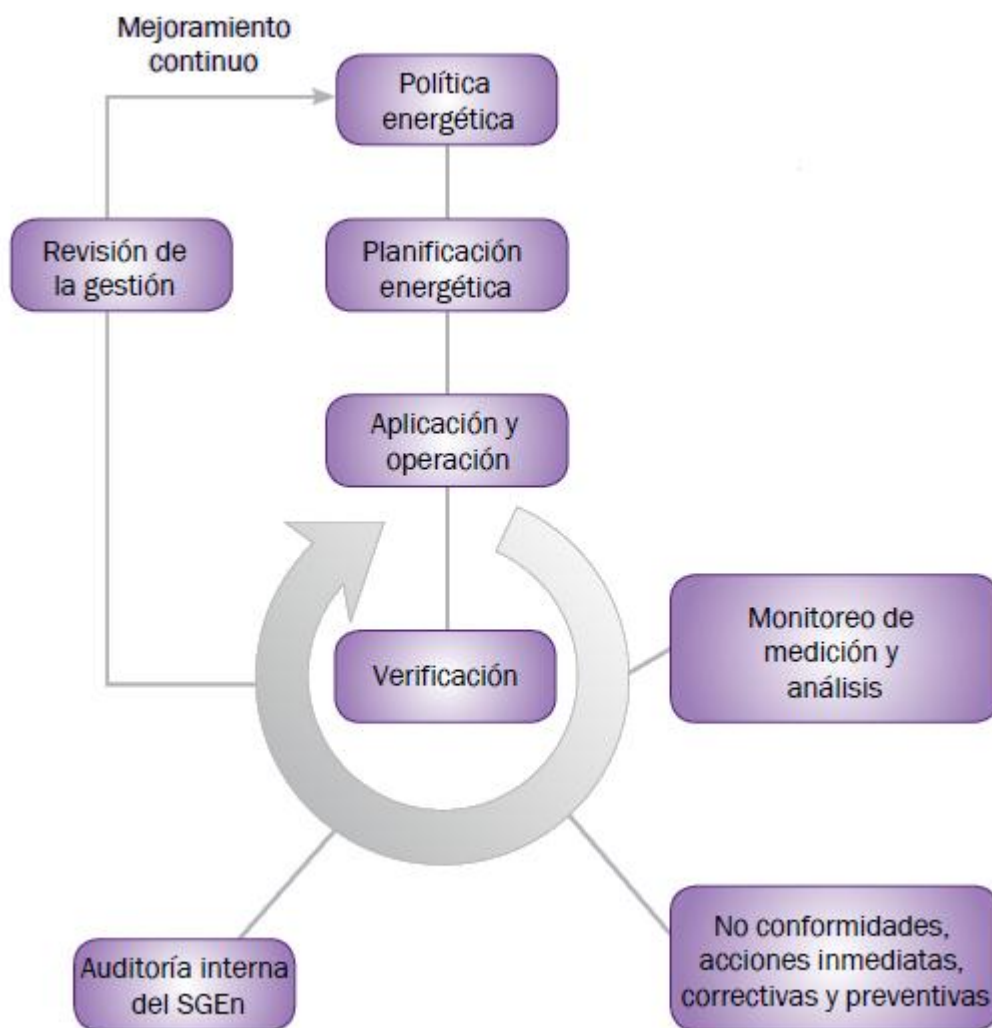 Mejoramiento
continuo
Política
energética
Revisión de
la gestión
Planificación
energética
Aplicación y
operación
Verificación
Monitoreo de
medición y
análisis
Auditoría interna
del SGEn
No conformidades,
acciones inmediatas,
correctivas y preventivas